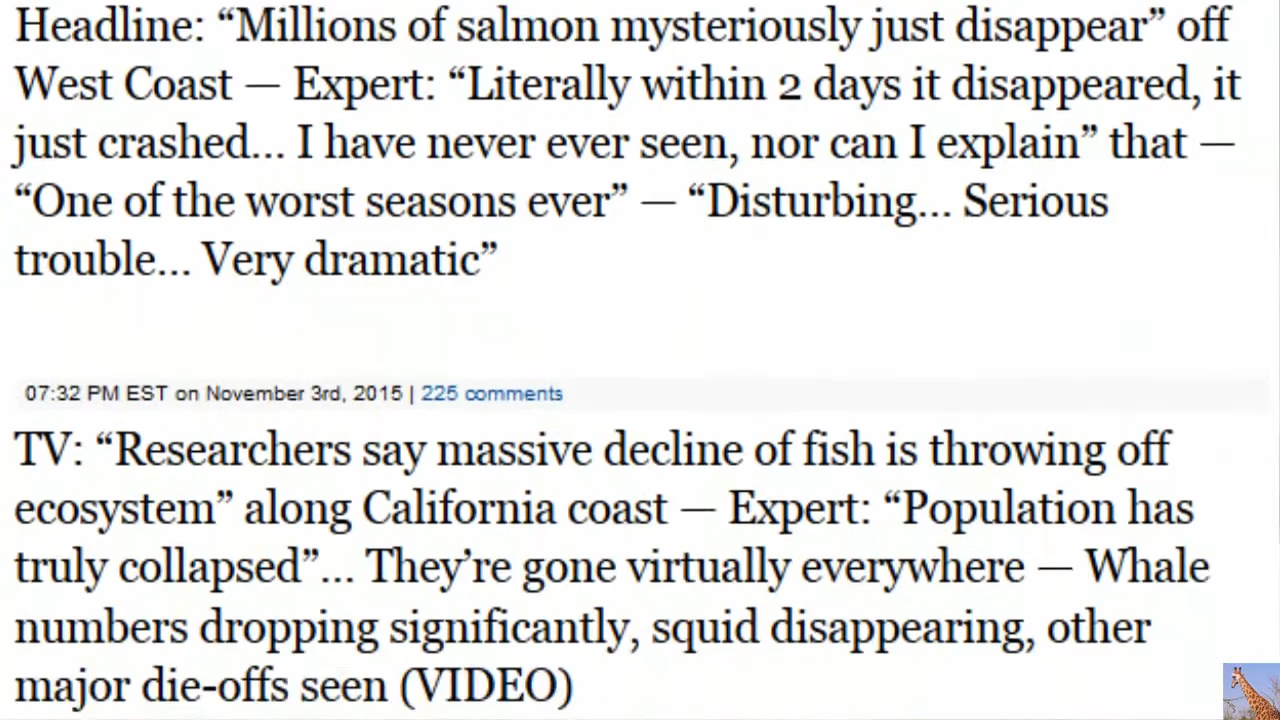 Headline: “Millions of salmon mysteriously just disappear” off
West Coast — Expert: “Literally within 2 days it disappeared, it
just crashed... I have never ever seen, nor can I explain” that —
“One of the worst seasons ever” — “Disturbing... Serious
trouble... Very dramatic”
07:32 PM EST on November 3rd, 2015 | 225 comments
TV: “Researchers say massive decline of fish is throwing off
ecosystem” along California coast — Expert: “Population has
truly collapsed”... They’re gone virtually everywhere — Whale
numbers dropping significantly, squid disappearing, other
major die-offs seen (VIDEO)